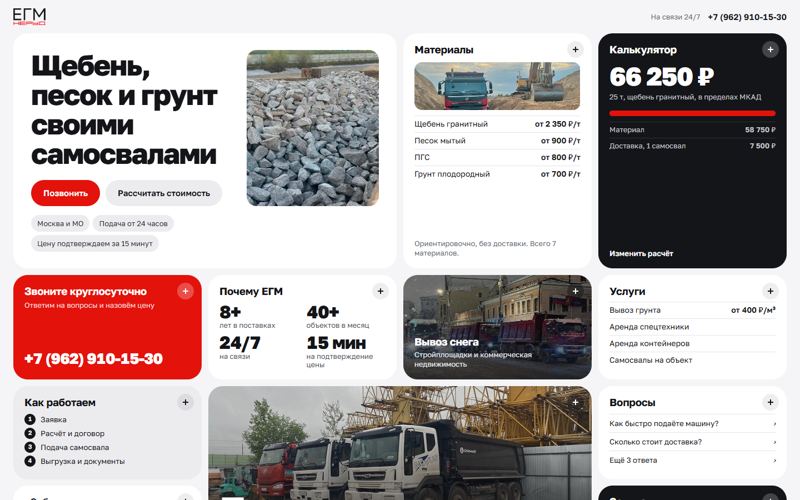 ЕГМ
НЕРУД
На связи 24/7 +7 (962) 910-15-30
Щебень,
песок и грунт
своими
самосвалами
Позвонить
Рассчитать стоимость
Москва и МО
Подача от 24 часов
Цену подтверждаем за 15 минут
Материалы +
Щебень гранитный от 2 350 ₽/т
Песок мытый от 900 ₽/т
ПГС от 800 ₽/т
Грунт плодородный от 700 ₽/т
Ориентировочно, без доставки. Всего 7
материалов.
Калькулятор +
66 250 ₽
25 т, щебень гранитный, в пределах МКАД
Материал 58 750 ₽
Доставка, 1 самосвал 7 500 ₽
Изменить расчёт
Звоните круглосуточно +
Ответим на вопросы и назовём цену
+7 (962) 910-15-30
Почему ЕГМ +
8+
лет в поставках
40+
объектов в месяц
24/7
на связи
15 мин
на подтверждение
цены
+
Вывоз снега
Стройплощадки и коммерческая
недвижимость
Услуги +
Вывоз грунта от 400 ₽/м³
Аренда спецтехники
Аренда контейнеров
Самосвалы на объект
Как работаем +
1 Заявка
2 Расчёт и договор
3 Подача самосвала
4 Выгрузка и документы
+
Вопросы +
Как быстро подаёте машину? ›
Сколько стоит доставка? ›
Ещё 3 ответа ›